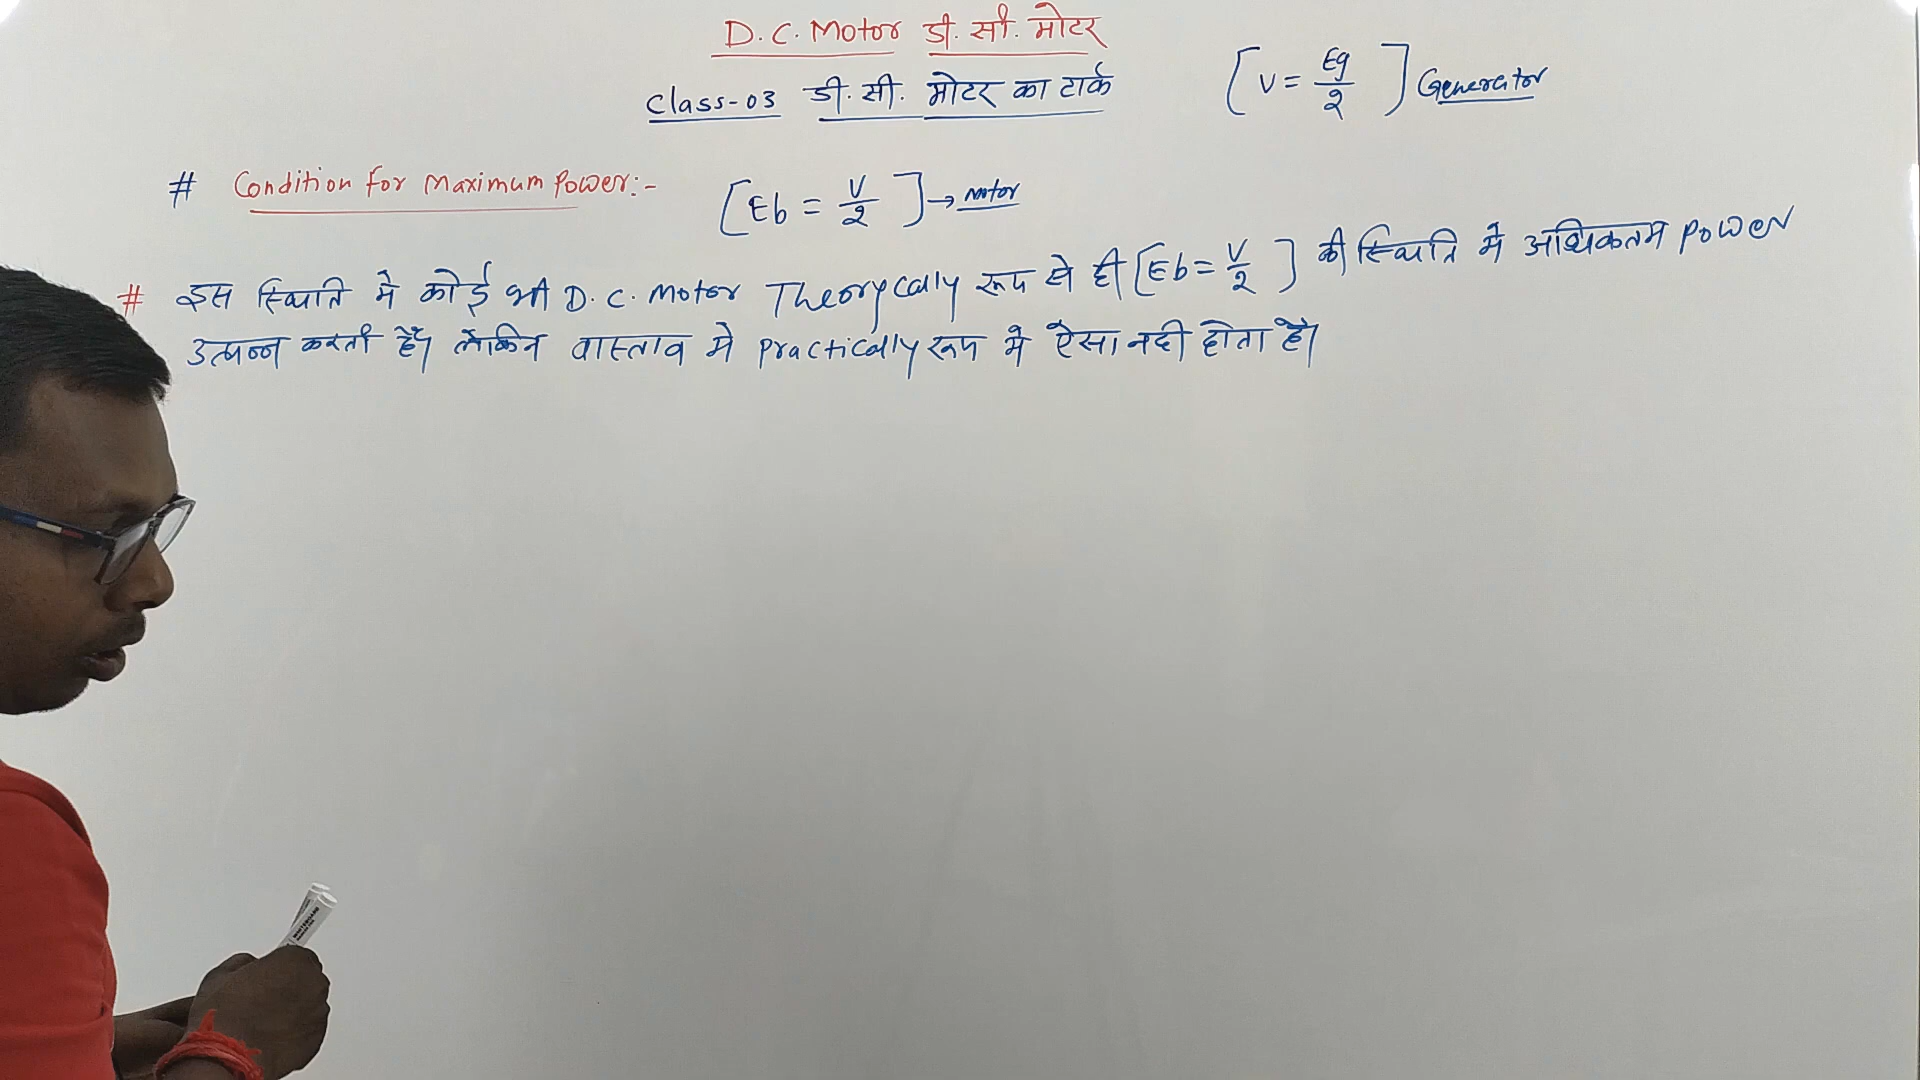 D.C. Motor डी.सी. मोटर
Class-03 डी.सी. मोटर का टार्क
[V = Eg/2] Generator
# Condition for Maximum Power:-
[Eb = V/2] → motor
# इस स्थिति मे कोई भी D.C. Motor Theorycally रूप से ही [Eb = V/2] की स्थिति मे अधिकतम Power
उत्पन्न करती हैं। लेकिन वास्ताव मे Practically रूप मे ऐसा नही होता है।